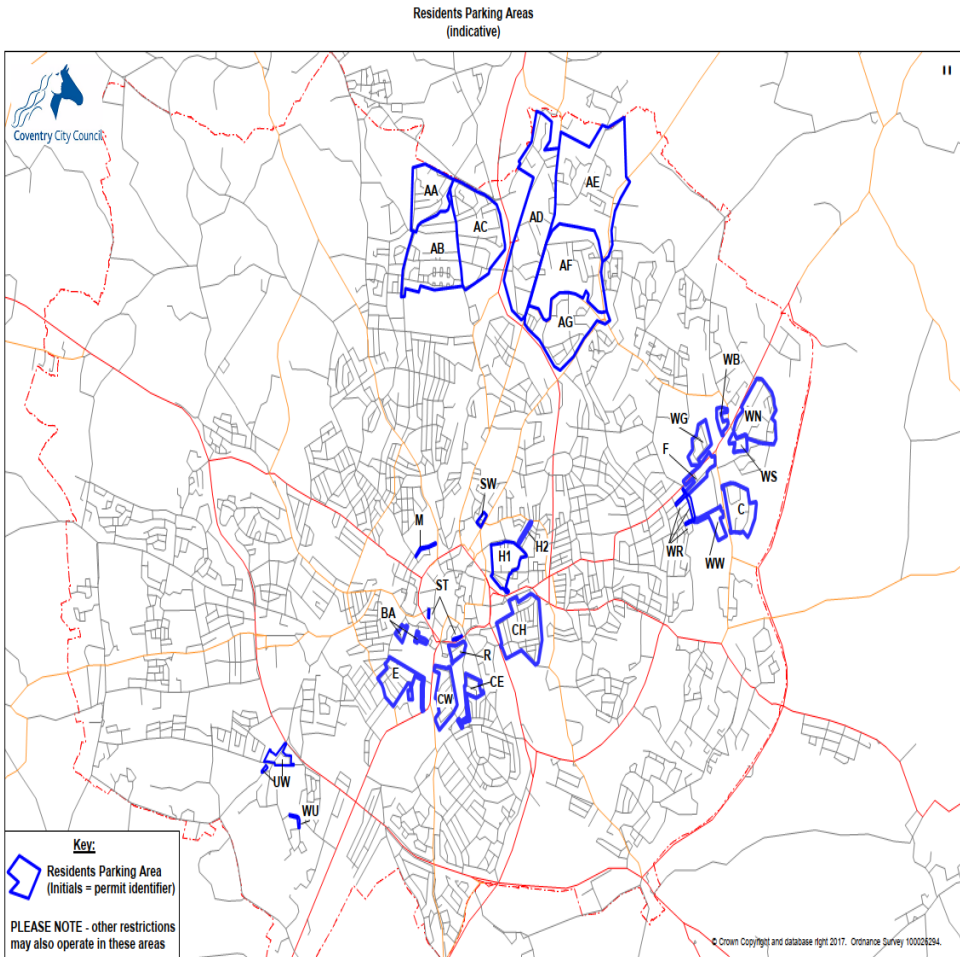 Residents Parking Areas
(indicative)
Coventry City Council
AA
AE
AD
AC
AB
AF
AG
WB
WN
WG
F
WS
SW
C
M
H2
H1
WR
WW
ST
BA
CH
R
E
CE
CW
UW
WU
Key:
Residents Parking Area
(Initials = permit identifier)
PLEASE NOTE - other restrictions
may also operate in these areas
© Crown Copyright and database right 2017. Ordnance Survey 100026294.